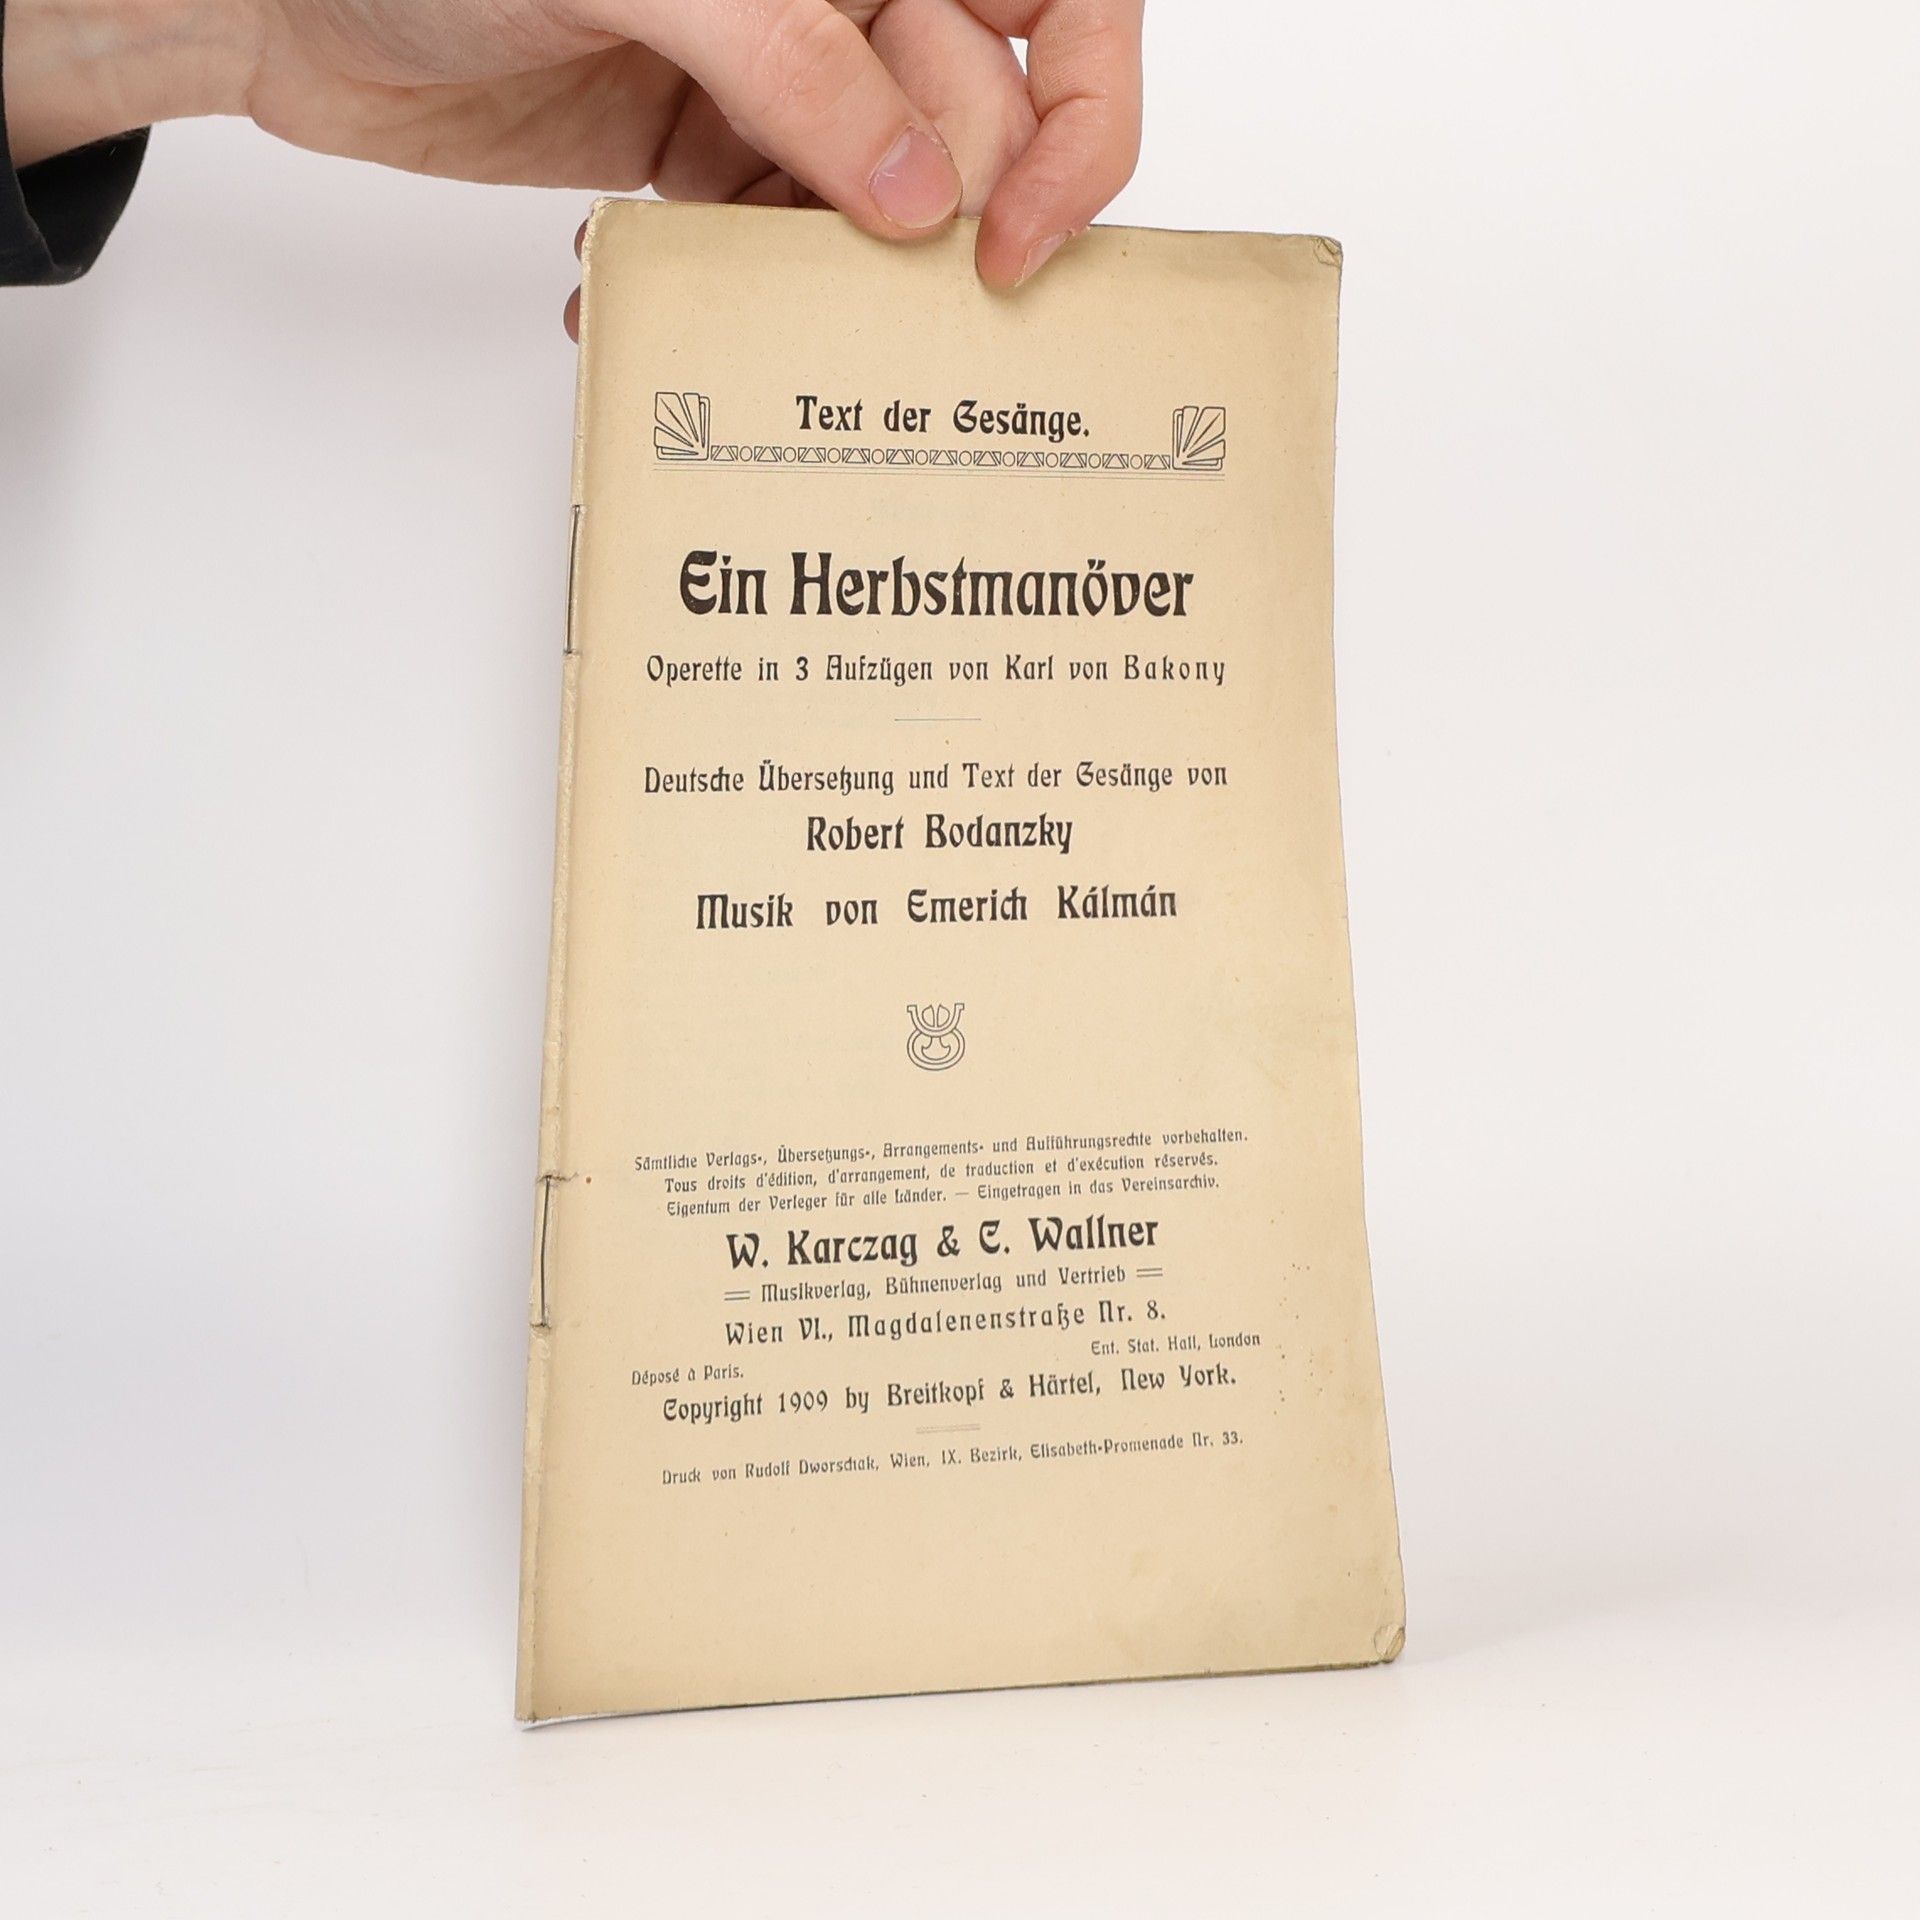 Text der Gesänge.
Ein Herbstmanöver
Operette in 3 Aufzügen von Karl von Bakony
Deutsche Übersetzung und Text der Gesänge von
Robert Bodanzky
Musik von Emerich Kálmán
Sämtliche Verlags-, Übersetzungs-, Arrangements- und Aufführungsrechte vorbehalten.
Tous droits d'édition, d'arrangement, de traduction et d'exécution réservés.
Eigentum der Verleger für alle Länder. — Eingetragen in das Vereinsarchiv.
W. Karczag & C. Wallner
Musikverlag, Bühnenverlag und Vertrieb
Wien VI., Magdalenenstraße Nr. 8.
Déposé à Paris. Ent. Stat. Hall, London
Copyright 1909 by Breitkopf & Härtel, New York.
Druck von Rudolf Dworschak, Wien, IX. Bezirk, Elisabeth-Promenade Nr. 33.